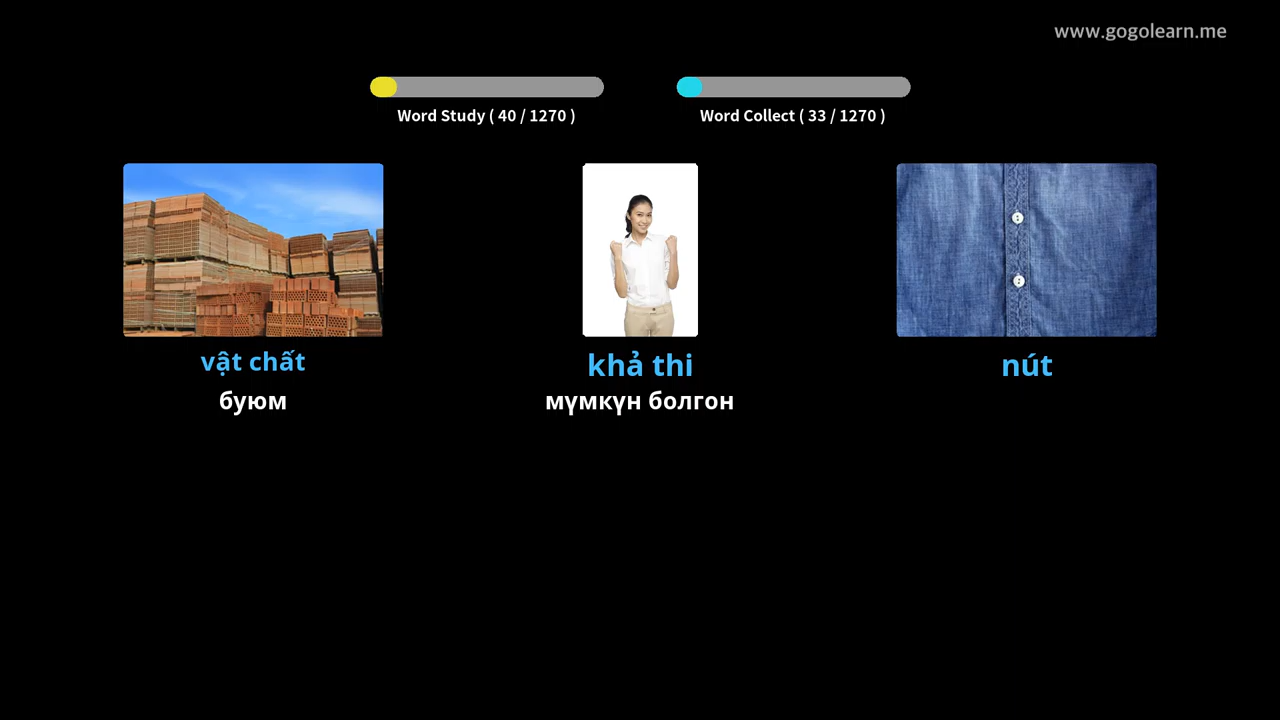 www.gogolearn.me
Word Study ( 40 / 1270 )
Word Collect ( 33 / 1270 )
vật chất
буюм
khả thi
мүмкүн болгон
nút